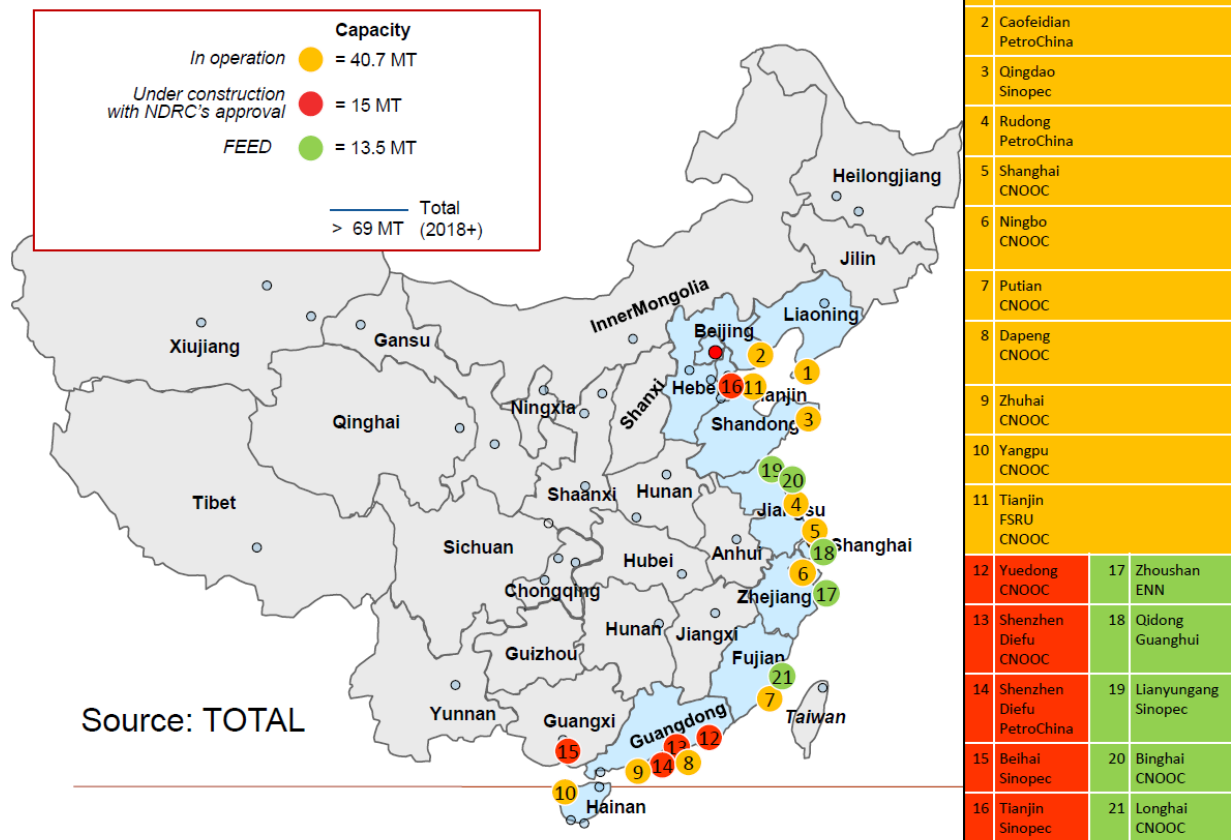 Capacity
In operation = 40.7 MT
Under construction
with NDRC's approval = 15 MT
FEED = 13.5 MT
Total
> 69 MT (2018+)
Heilongjiang
Jilin
Liaoning
InnerMongolia
Beijing
Xiujiang
Gansu
2
1
Hebe
16
11
ianjin
Shanxi
Ningxia
Qinghai
Shandong
3
19
20
Shaanxi
Hunan
4
Jiangsu
Tibet
5
Shanghai
18
Sichuan
Hubei
Anhui
6
Chongqing
Zhejiang
17
Hunan
Jiangxi
Guizhou
Fujian
21
7
Taiwan
Yunnan
Guangxi
Guangdong
12
13
15
14
8
9
10
Hainan
Source: TOTAL
2 Caofeidian
PetroChina
3 Qingdao
Sinopec
4 Rudong
PetroChina
5 Shanghai
CNOOC
6 Ningbo
CNOOC
7 Putian
CNOOC
8 Dapeng
CNOOC
9 Zhuhai
CNOOC
10 Yangpu
CNOOC
11 Tianjin
FSRU
CNOOC
12 Yuedong
CNOOC
17 Zhoushan
ENN
13 Shenzhen
Diefu
CNOOC
18 Qidong
Guanghui
14 Shenzhen
Diefu
PetroChina
19 Lianyungang
Sinopec
15 Beihai
Sinopec
20 Binghai
CNOOC
16 Tianjin
Sinopec
21 Longhai
CNOOC